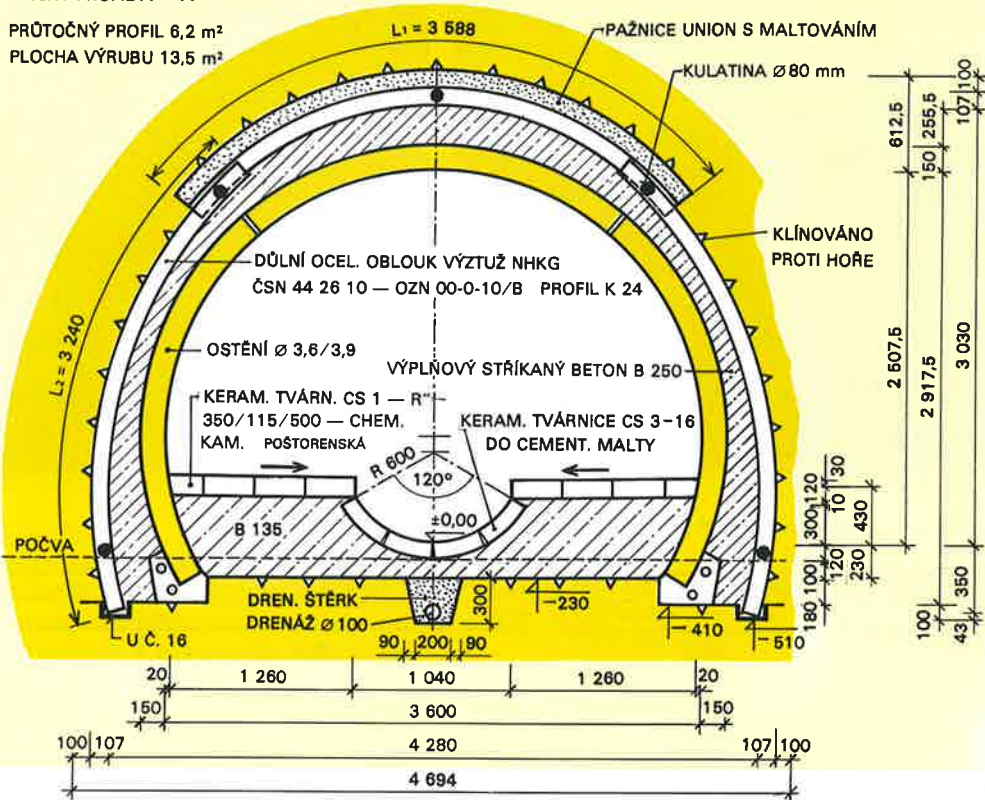 PRŮTOČNÝ PROFIL 6,2 m²
PLOCHA VÝRUBU 13,5 m²
L₁ = 3 588
PAŽNICE UNION S MALTOVÁNÍM
KULATINA Ø 80 mm
KLÍNOVÁNO
PROTI HOŘE
DŮLNÍ OCEL. OBLOUK VÝZTUŽ NHKG
ČSN 44 26 10 — OZN 00-0-10/B PROFIL K 24
L₂ = 3 240
OSTĚNÍ Ø 3,6/3,9
VÝPLŇOVÝ STŘÍKANÝ BETON B 250
KERAM. TVÁRN. CS 1 — R"
350/115/500 — CHEM.
KAM. POŠTORENSKÁ
KERAM. TVÁRNICE CS 3-16
DO CEMENT. MALTY
R 600
120°
±0,00
B 135
POČVA
DREN. ŠTĚRK
DRENÁŽ Ø 100
300
−230
−410
−510
U Č. 16
90 200 90
20 1 260 1 040 1 260 20
150 3 600 150
100 107 4 280 107 100
4 694
612,5
2 507,5
150 255,5
2 917,5
100
107
100
3 030
350
43
120
300
120
100
180
30
10
430
230